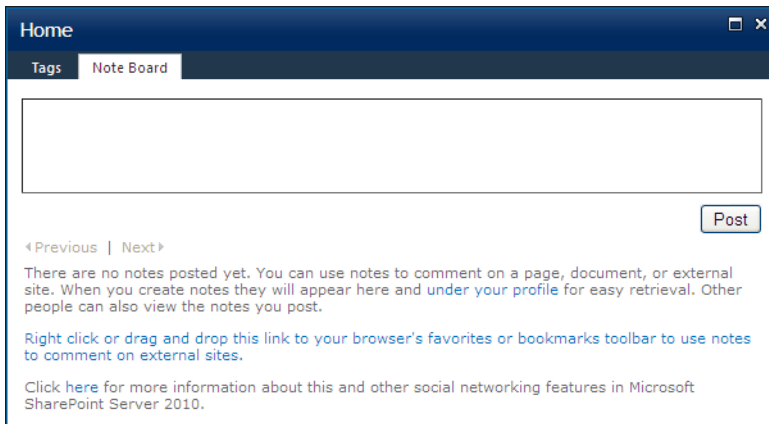 Home
Tags Note Board
Post
Previous | Next
There are no notes posted yet. You can use notes to comment on a page, document, or external
site. When you create notes they will appear here and under your profile for easy retrieval. Other
people can also view the notes you post.
Right click or drag and drop this link to your browser's favorites or bookmarks toolbar to use notes
to comment on external sites.
Click here for more information about this and other social networking features in Microsoft
SharePoint Server 2010.